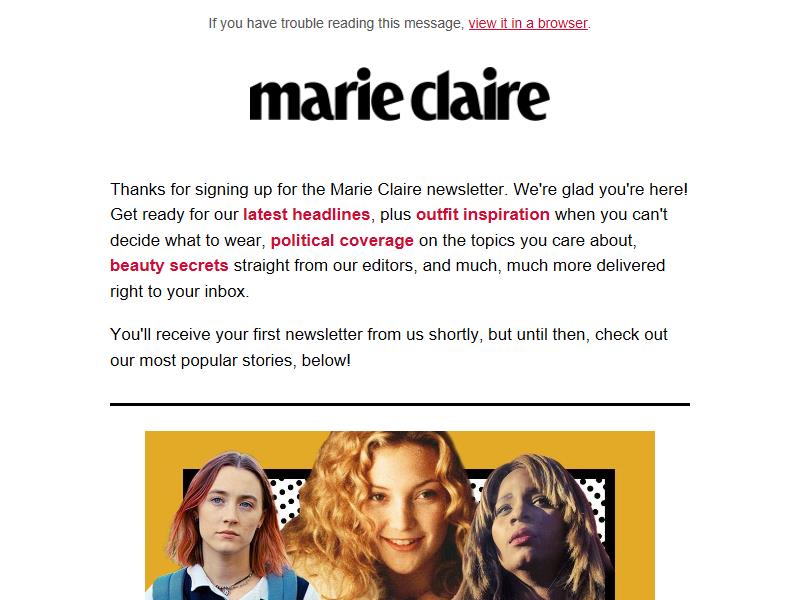 If you have trouble reading this message, view it in a browser.
marie claire
Thanks for signing up for the Marie Claire newsletter. We're glad you're here!
Get ready for our latest headlines, plus outfit inspiration when you can't
decide what to wear, political coverage on the topics you care about,
beauty secrets straight from our editors, and much, much more delivered
right to your inbox.
You'll receive your first newsletter from us shortly, but until then, check out
our most popular stories, below!